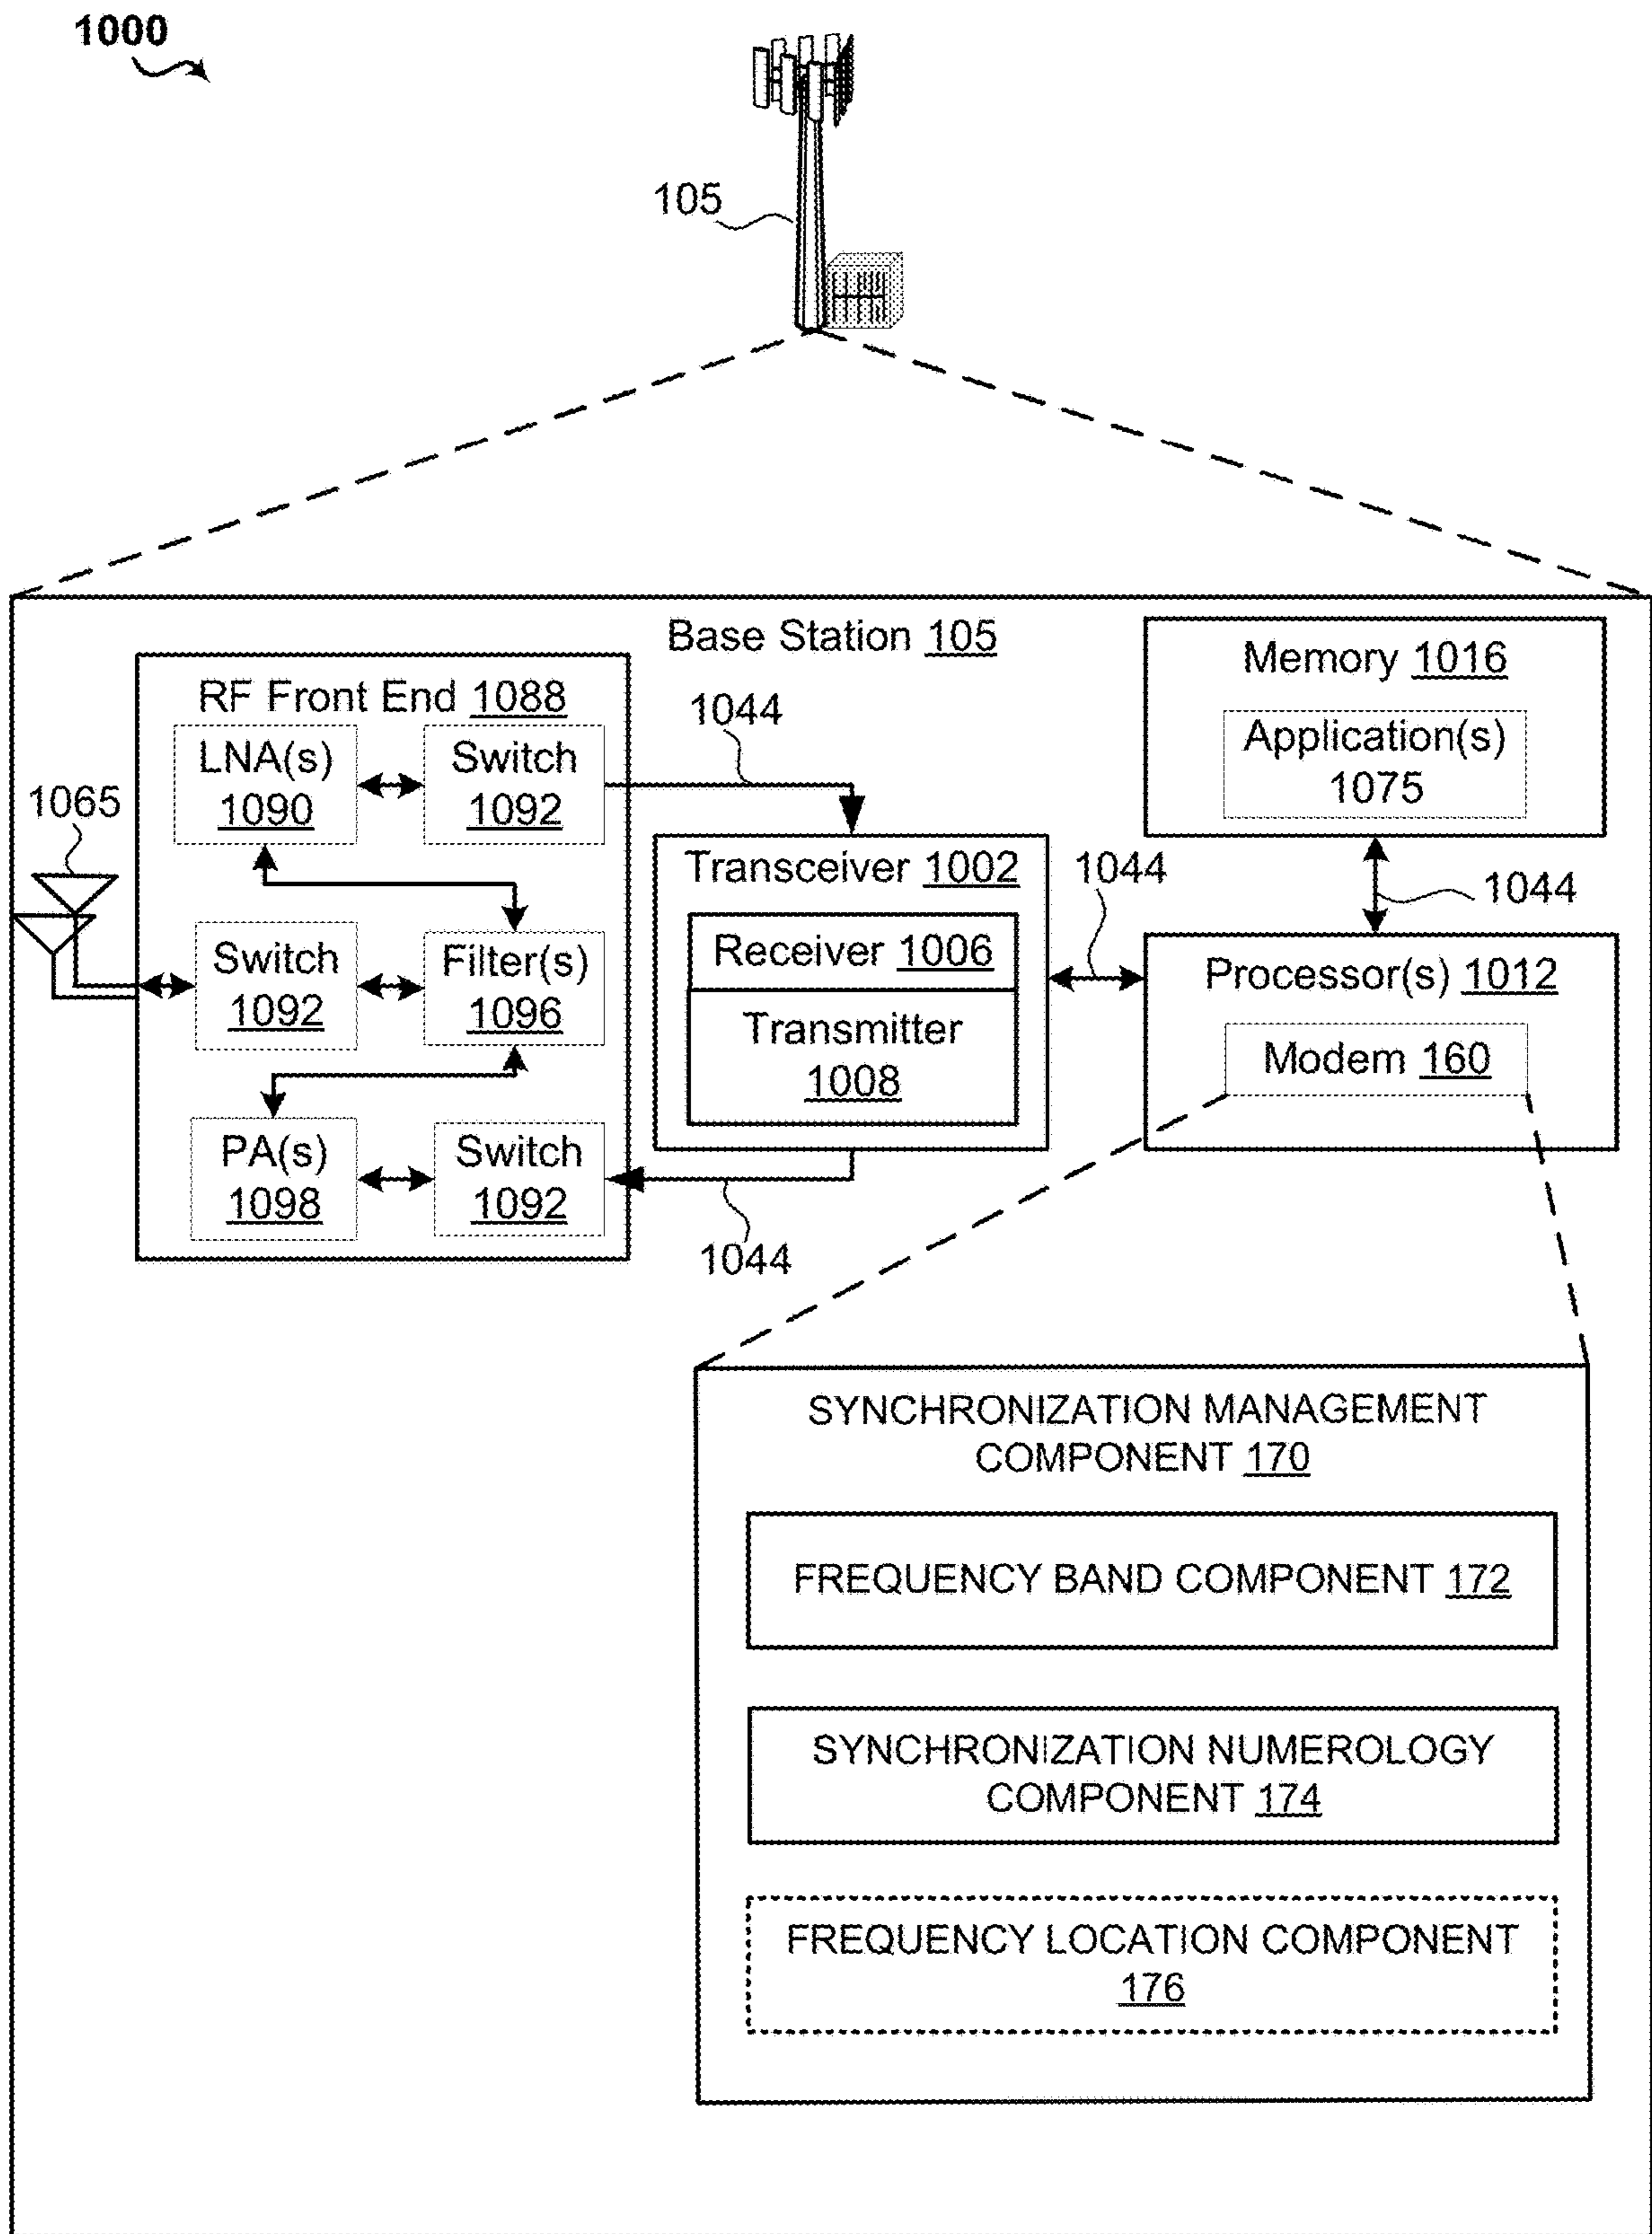 1000
105
Base Station 105
RF Front End 1088
LNA(s)
1090
Switch
1092
1044
1065
Switch
1092
Filter(s)
1096
PA(s)
1098
Switch
1092
1044
Transceiver 1002
Receiver 1006
Transmitter
1008
1044
Memory 1016
Application(s)
1075
1044
Processor(s) 1012
Modem 160
SYNCHRONIZATION MANAGEMENT
COMPONENT 170
FREQUENCY BAND COMPONENT 172
SYNCHRONIZATION NUMEROLOGY
COMPONENT 174
FREQUENCY LOCATION COMPONENT
176